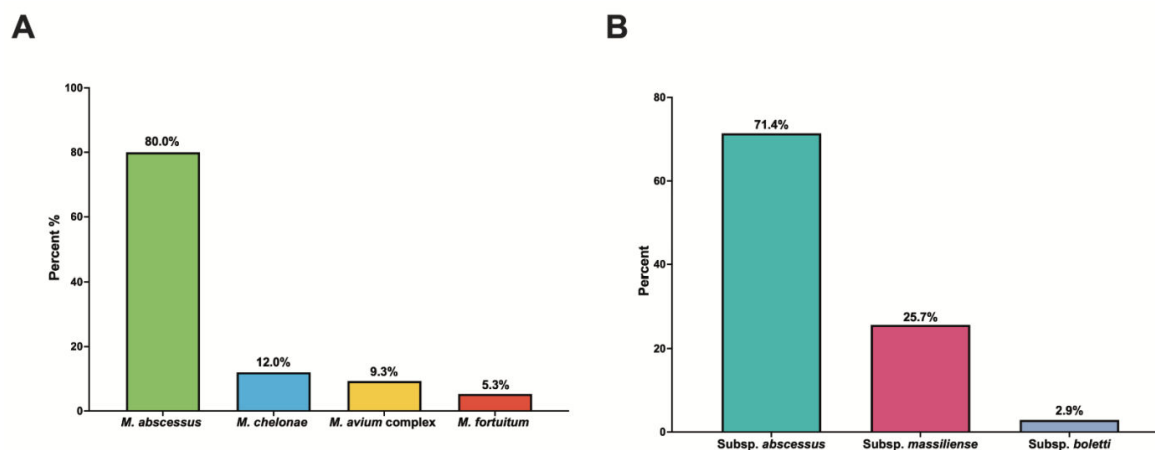 A
Percent %
100
80
60
40
20
0
80.0%
12.0%
9.3%
5.3%
M. abscessus
M. chelonae
M. avium complex
M. fortuitum
B
Percent
80
60
40
20
0
71.4%
25.7%
2.9%
Subsp. abscessus
Subsp. massiliense
Subsp. boletti